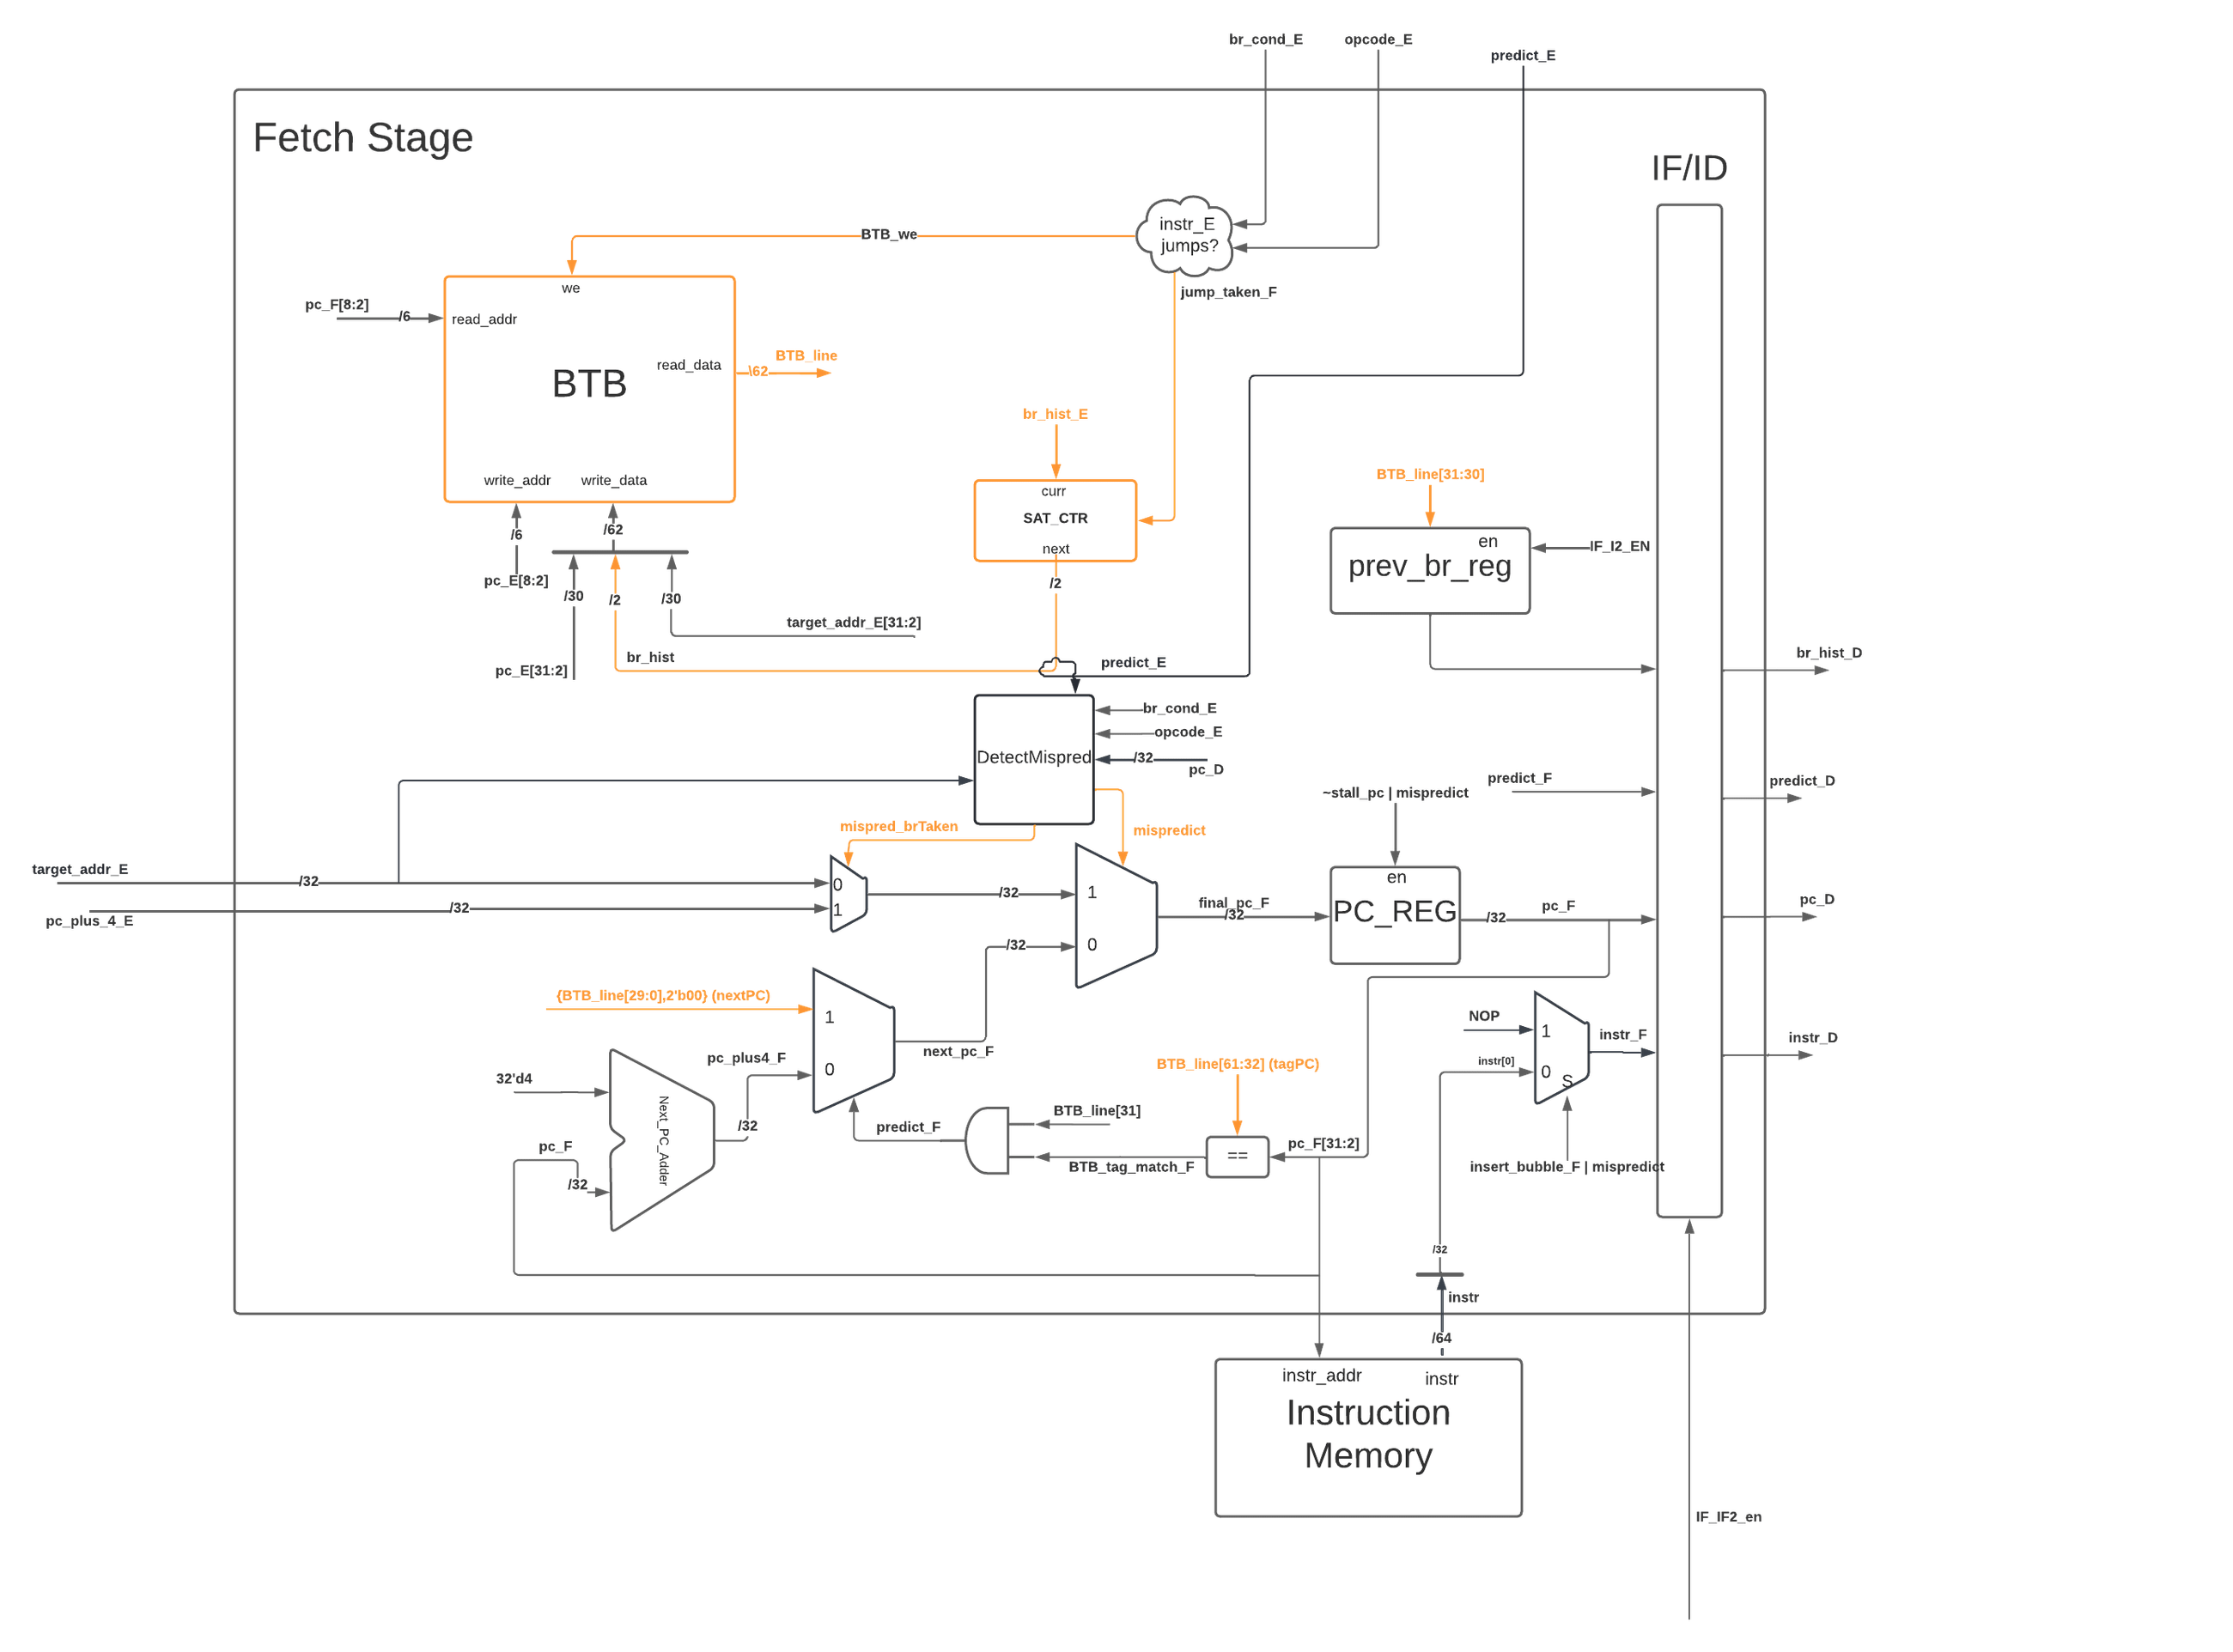 br_cond_E
opcode_E
predict_E
Fetch Stage
IF/ID
instr_E
jumps?
BTB_we
we
jump_taken_F
pc_F[8:2]
/6
read_addr
read_data
BTB_line
\62
BTB
br_hist_E
curr
SAT_CTR
next
/2
BTB_line[31:30]
en
prev_br_reg
IF_I2_EN
write_addr
write_data
/6
/62
pc_E[8:2]
/30
/2
/30
target_addr_E[31:2]
br_hist
pc_E[31:2]
predict_E
br_hist_D
br_cond_E
opcode_E
DetectMispred
/32
pc_D
predict_F
predict_D
~stall_pc | mispredict
mispred_brTaken
mispredict
target_addr_E
/32
0
1
/32
pc_plus_4_E
/32
1
0
final_pc_F
/32
en
PC_REG
/32
pc_F
pc_D
/32
{BTB_line[29:0],2'b00} (nextPC)
1
0
next_pc_F
NOP
1
instr[0]
0
S
instr_F
instr_D
32'd4
pc_plus4_F
Next_PC_Adder
/32
BTB_line[61:32] (tagPC)
BTB_line[31]
predict_F
pc_F
/32
==
pc_F[31:2]
BTB_tag_match_F
insert_bubble_F | mispredict
/32
instr
/64
instr_addr
instr
Instruction
Memory
IF_IF2_en